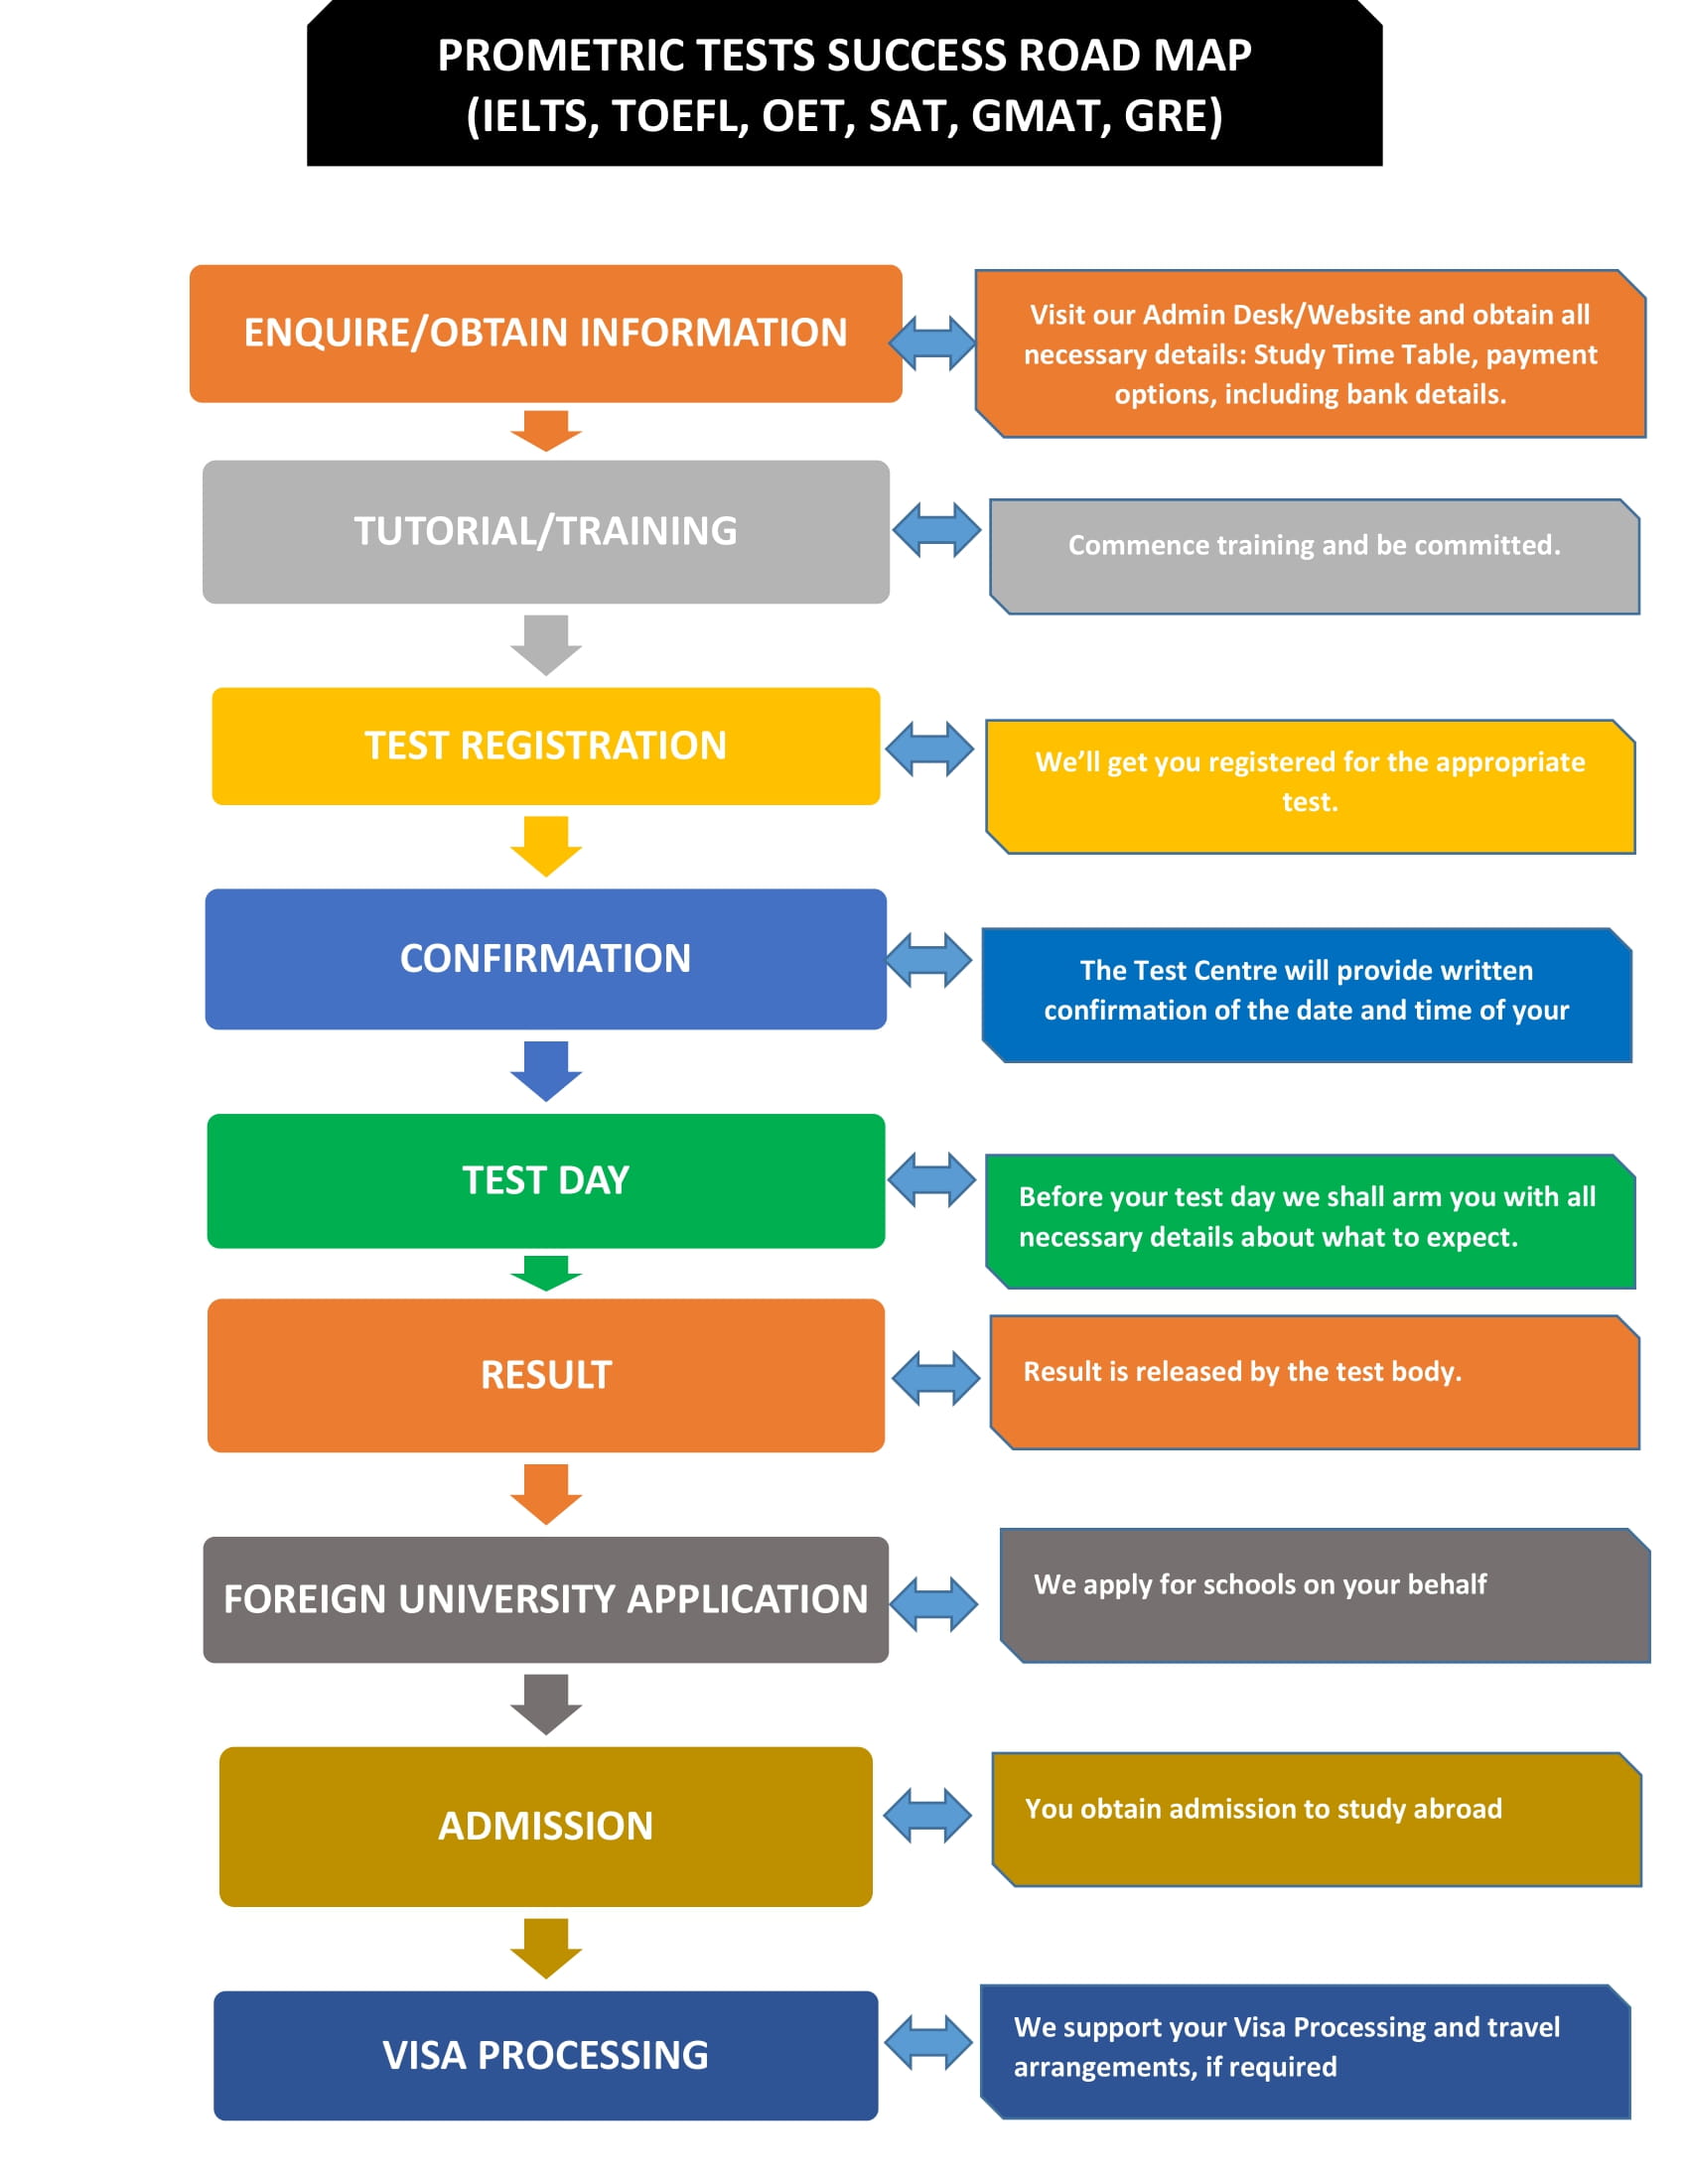 PROMETRIC TESTS SUCCESS ROAD MAP
(IELTS, TOEFL, OET, SAT, GMAT, GRE)
ENQUIRE/OBTAIN INFORMATION
Visit our Admin Desk/Website and obtain all
necessary details: Study Time Table, payment
options, including bank details.
TUTORIAL/TRAINING
Commence training and be committed.
TEST REGISTRATION
We’ll get you registered for the appropriate
test.
CONFIRMATION
The Test Centre will provide written
confirmation of the date and time of your
TEST DAY
Before your test day we shall arm you with all
necessary details about what to expect.
RESULT
Result is released by the test body.
FOREIGN UNIVERSITY APPLICATION
We apply for schools on your behalf
ADMISSION
You obtain admission to study abroad
VISA PROCESSING
We support your Visa Processing and travel
arrangements, if required